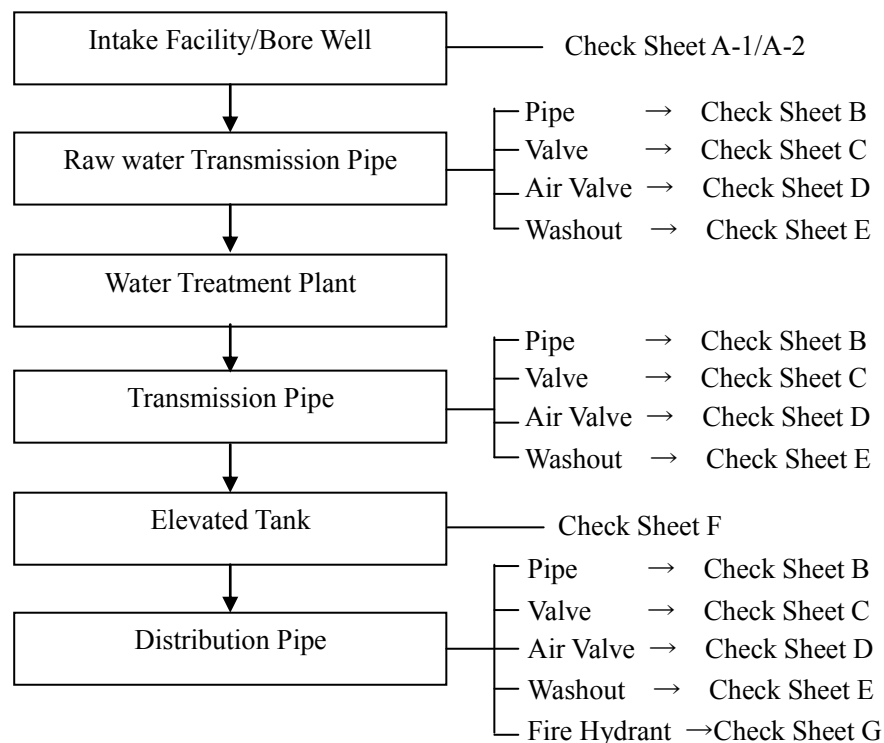 Intake Facility/Bore Well
Check Sheet A-1/A-2
Raw water Transmission Pipe
Pipe → Check Sheet B
Valve → Check Sheet C
Air Valve → Check Sheet D
Washout → Check Sheet E
Water Treatment Plant
Transmission Pipe
Pipe → Check Sheet B
Valve → Check Sheet C
Air Valve → Check Sheet D
Washout → Check Sheet E
Elevated Tank
Check Sheet F
Distribution Pipe
Pipe → Check Sheet B
Valve → Check Sheet C
Air Valve → Check Sheet D
Washout → Check Sheet E
Fire Hydrant →Check Sheet G